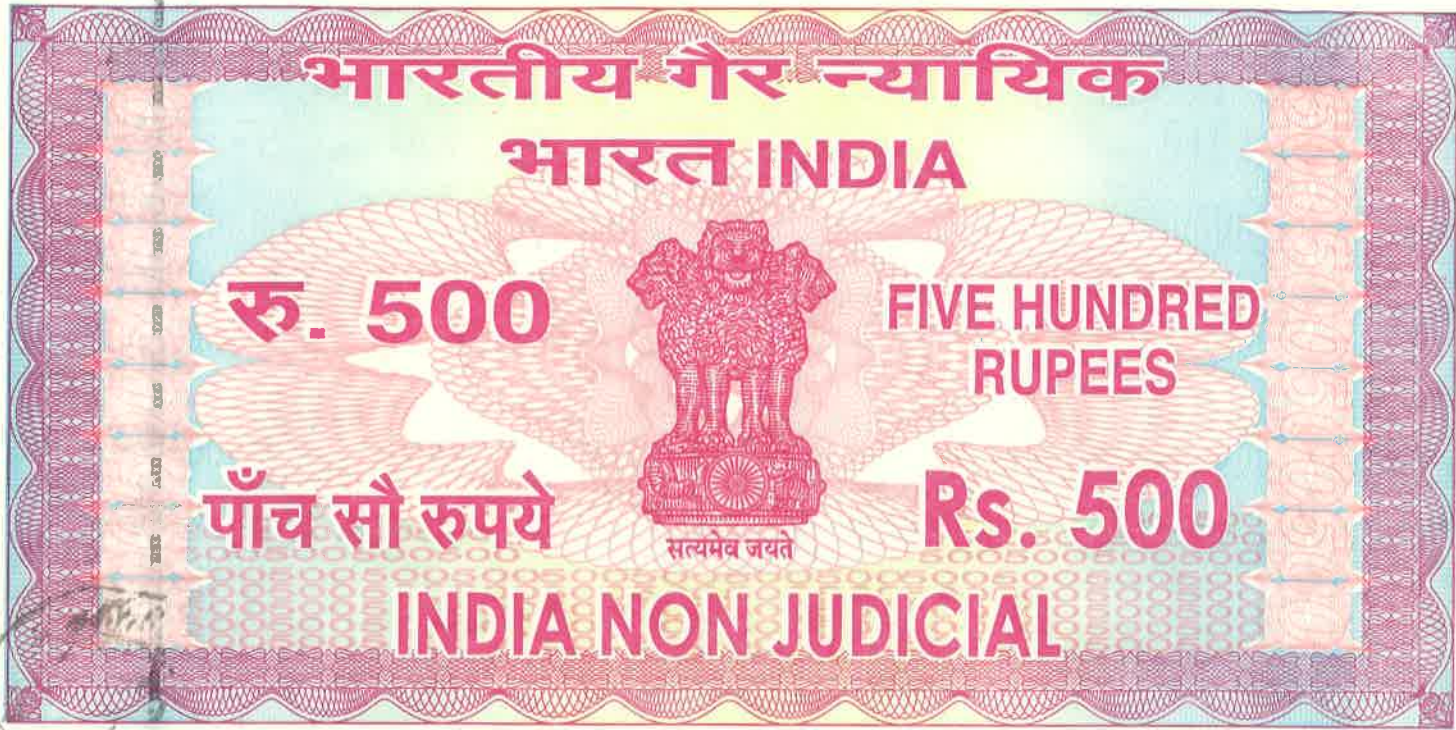 भारतीय गैर न्यायिक
भारत INDIA
रु. 500
FIVE HUNDRED
RUPEES
पाँच सौ रुपये
Rs. 500
सत्यमेव जयते
INDIA NON JUDICIAL